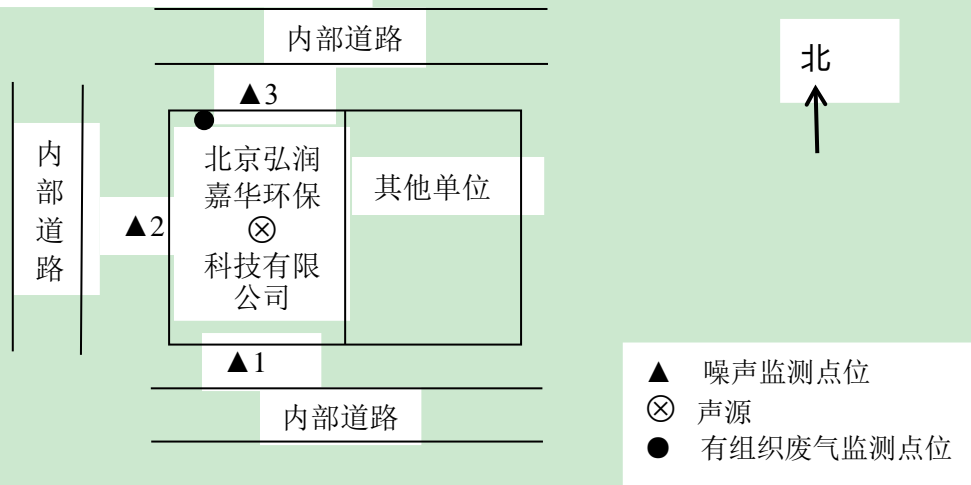 内部道路
北
▲3
内
部
道
路
▲2
北京弘润
嘉华环保
⊗
科技有限
公司
其他单位
▲1
内部道路
▲ 噪声监测点位
⊗ 声源
● 有组织废气监测点位